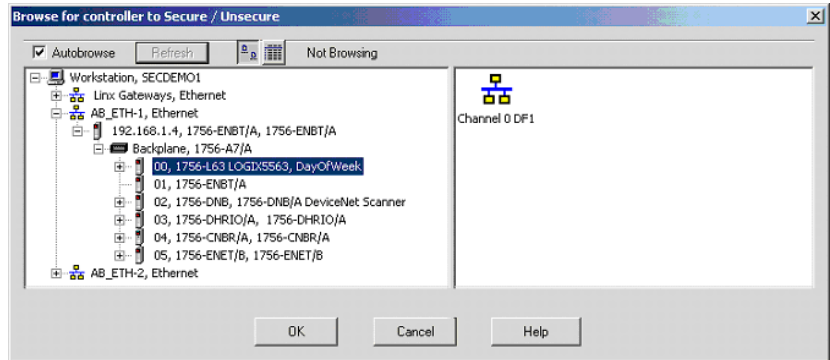 Browse for controller to Secure / Unsecure
Autobrowse Refresh Not Browsing
Workstation, SECDEMO1
Linx Gateways, Ethernet
AB_ETH-1, Ethernet
192.168.1.4, 1756-ENBT/A, 1756-ENBT/A
Backplane, 1756-A7/A
00, 1756-L63 LOGIX5563, DayOfWeek
01, 1756-ENBT/A
02, 1756-DNB, 1756-DNB/A DeviceNet Scanner
03, 1756-DHRIO/A, 1756-DHRIO/A
04, 1756-CNBR/A, 1756-CNBR/A
05, 1756-ENET/B, 1756-ENET/B
AB_ETH-2, Ethernet
Channel 0 DF1
OK Cancel Help